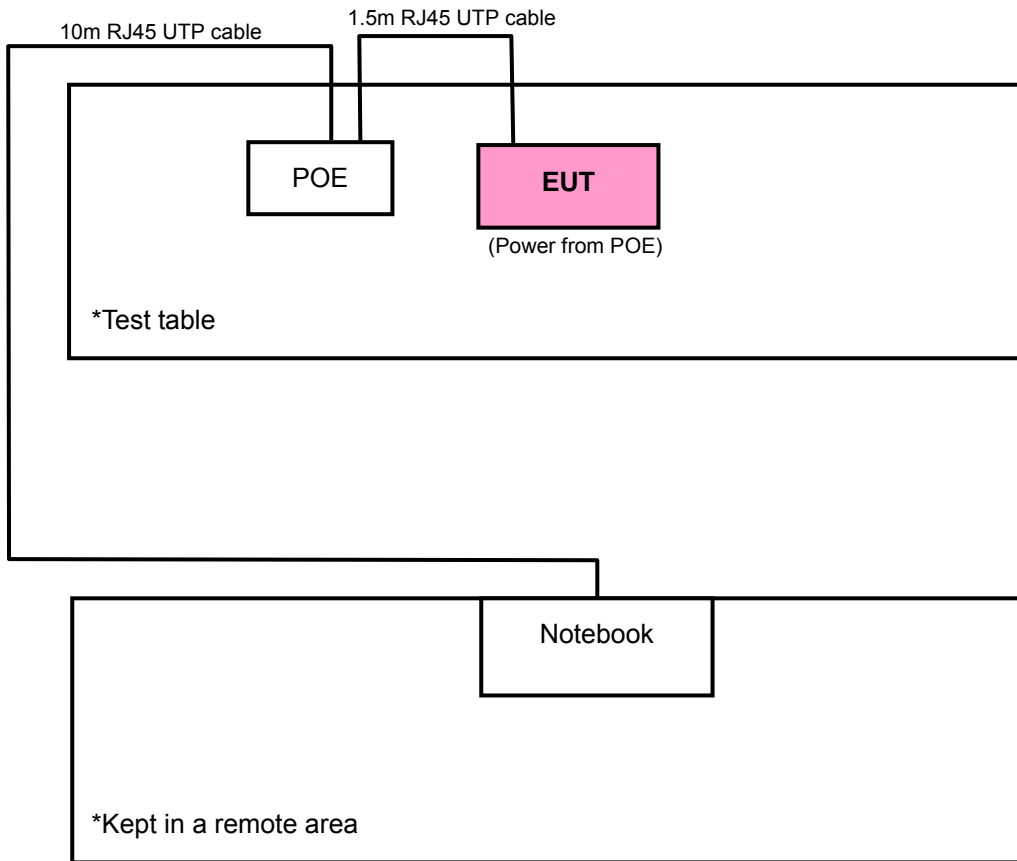 1.5m RJ45 UTP cable
10m RJ45 UTP cable
POE
EUT
(Power from POE)
*Test table
Notebook
*Kept in a remote area